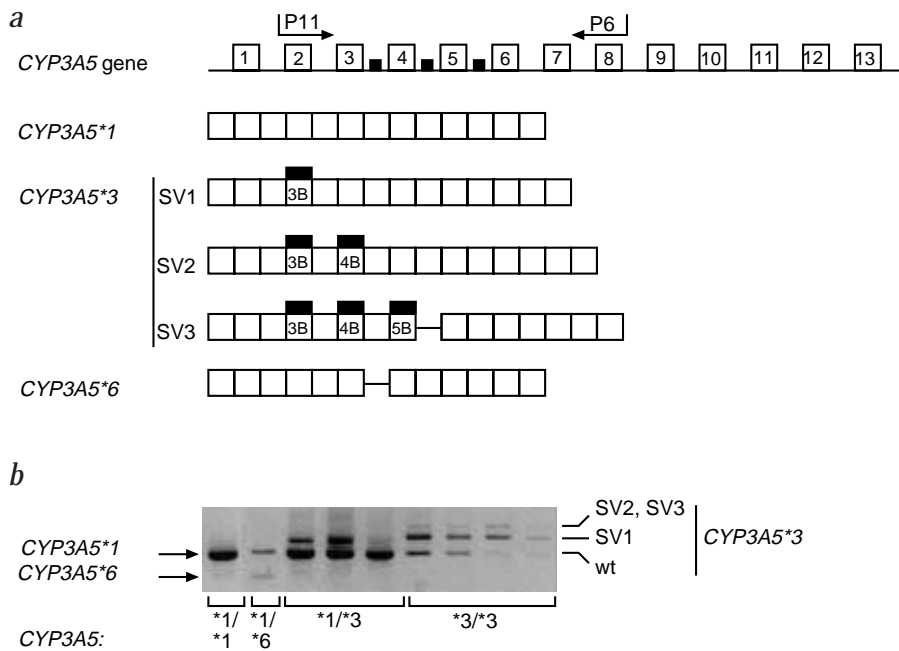 a
P11 P6
CYP3A5 gene 1 2 3 4 5 6 7 8 9 10 11 12 13
CYP3A5*1
CYP3A5*3 SV1 3B
SV2 3B 4B
SV3 3B 4B 5B
CYP3A5*6
b
SV2, SV3
CYP3A5*1 SV1 CYP3A5*3
CYP3A5*6 wt
*1/ *1/ *1/*3 *3/*3
CYP3A5: *1 *6